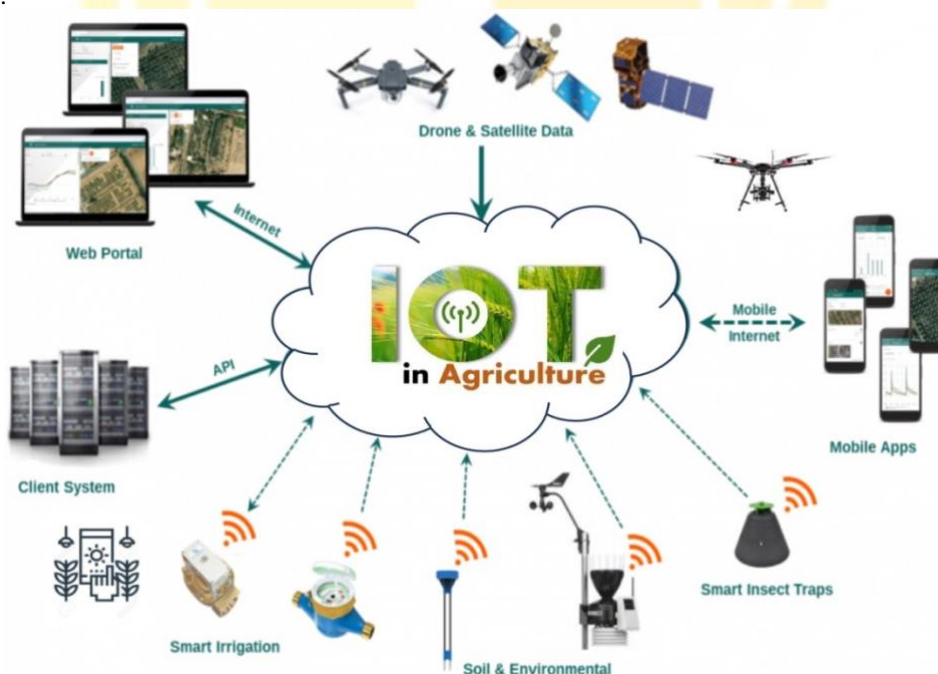 .
Drone & Satellite Data
Internet
Web Portal
IOT
in Agriculture
Mobile
Internet
API
Mobile Apps
Client System
Smart Insect Traps
Smart Irrigation
Soil & Environmental